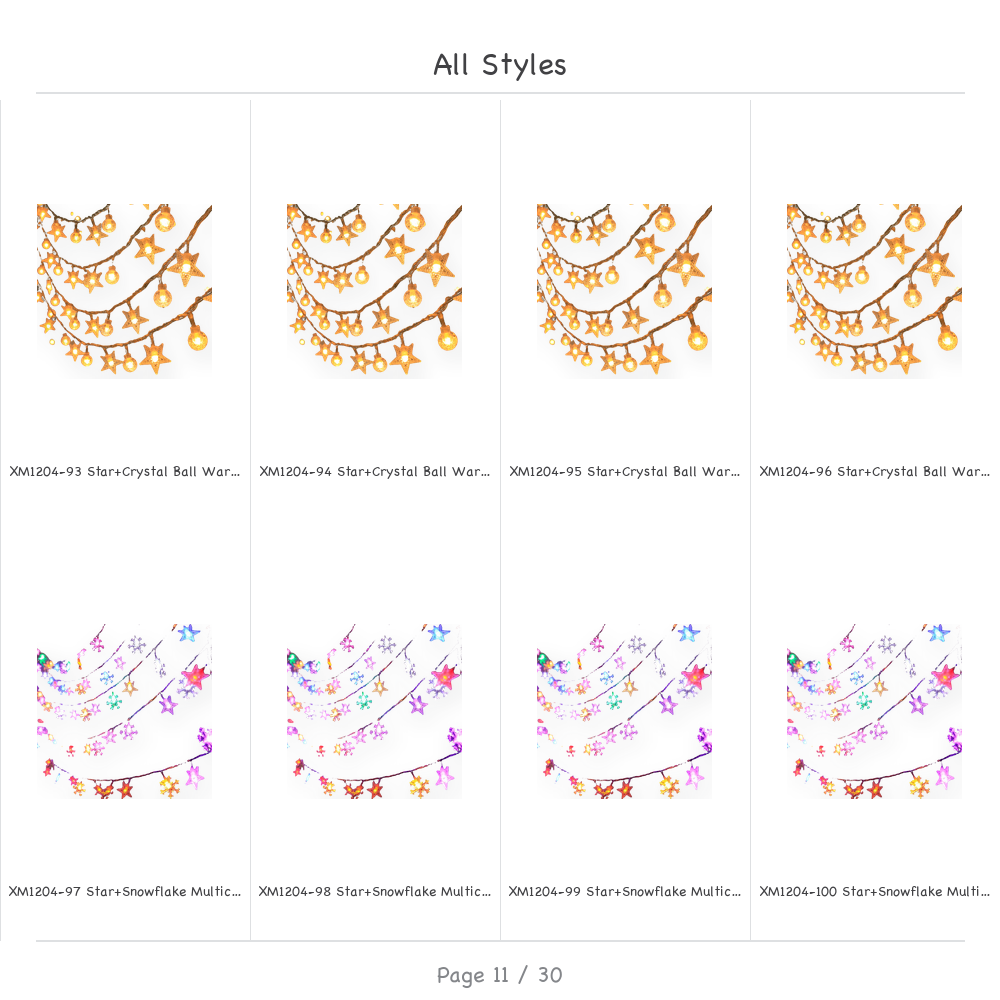 All Styles
XM1204-93 Star+Crystal Ball War...
XM1204-94 Star+Crystal Ball War...
XM1204-95 Star+Crystal Ball War...
XM1204-96 Star+Crystal Ball War...
XM1204-97 Star+Snowflake Multic...
XM1204-98 Star+Snowflake Multic...
XM1204-99 Star+Snowflake Multic...
XM1204-100 Star+Snowflake Multi...
Page 11 / 30